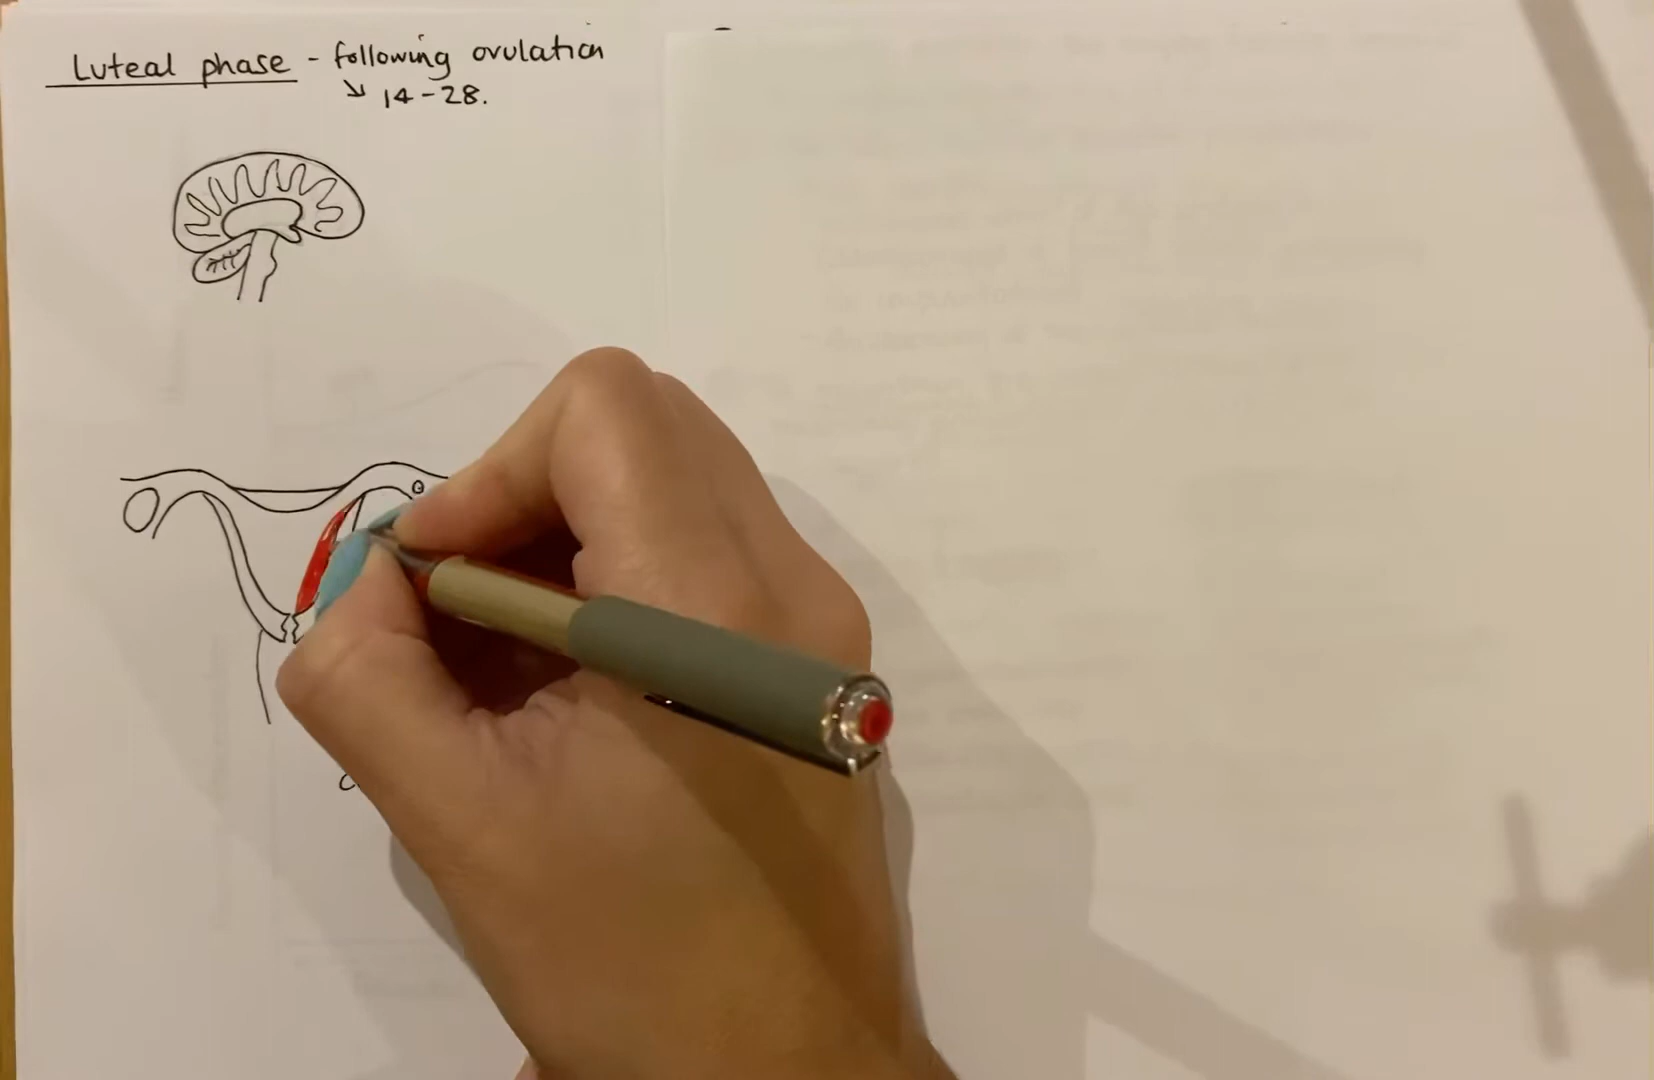 Luteal phase - following ovulation
↘ 14-28.